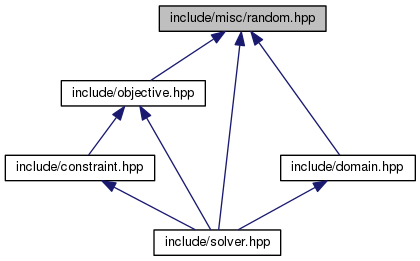 include/misc/random.hpp
include/objective.hpp
include/constraint.hpp
include/domain.hpp
include/solver.hpp